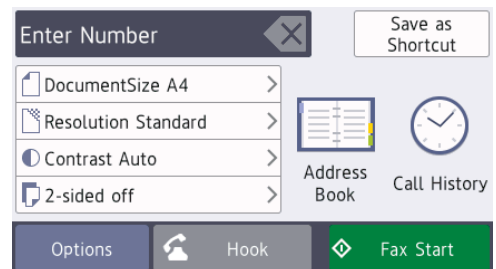 Enter Number
Save as
Shortcut
DocumentSize A4
Resolution Standard
Contrast Auto
2-sided off
Address
Book
Call History
Options
Hook
Fax Start